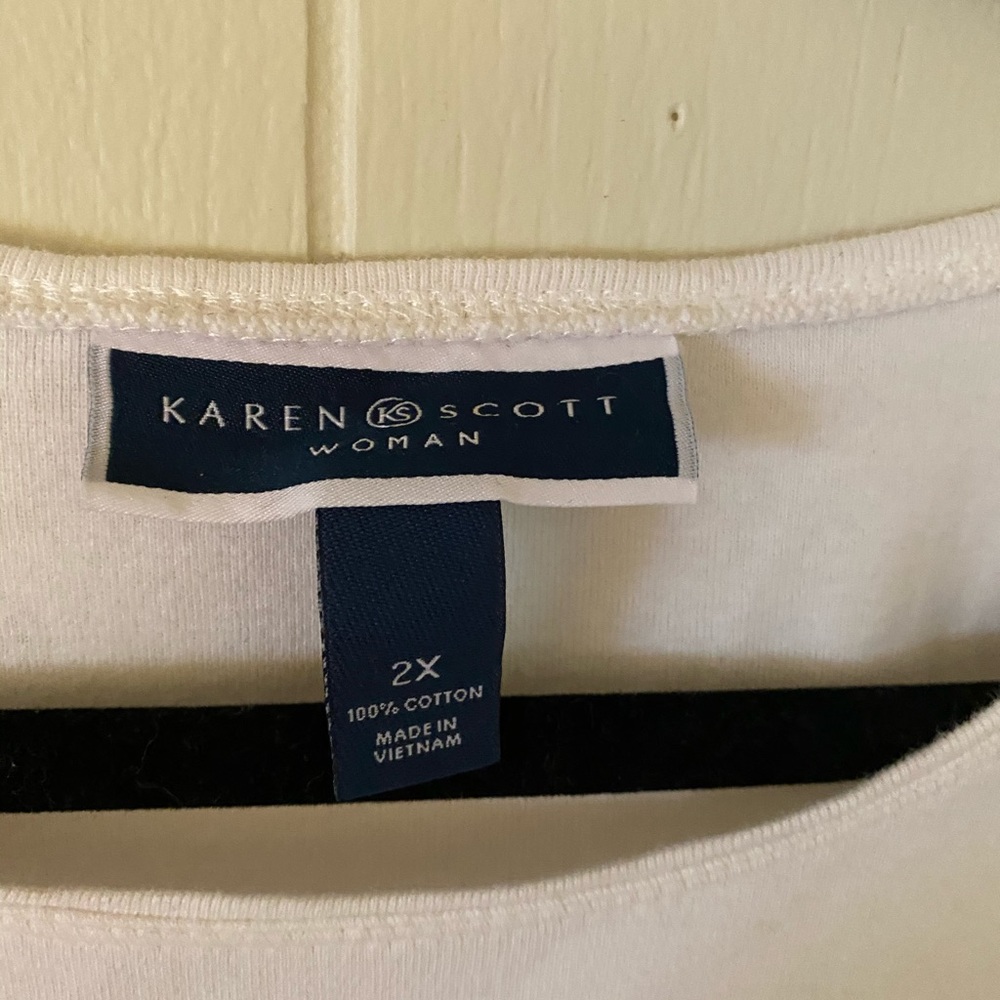 KAREN KS SCOTT
WOMAN
2X
100% COTTON
MADE IN
VIETNAM